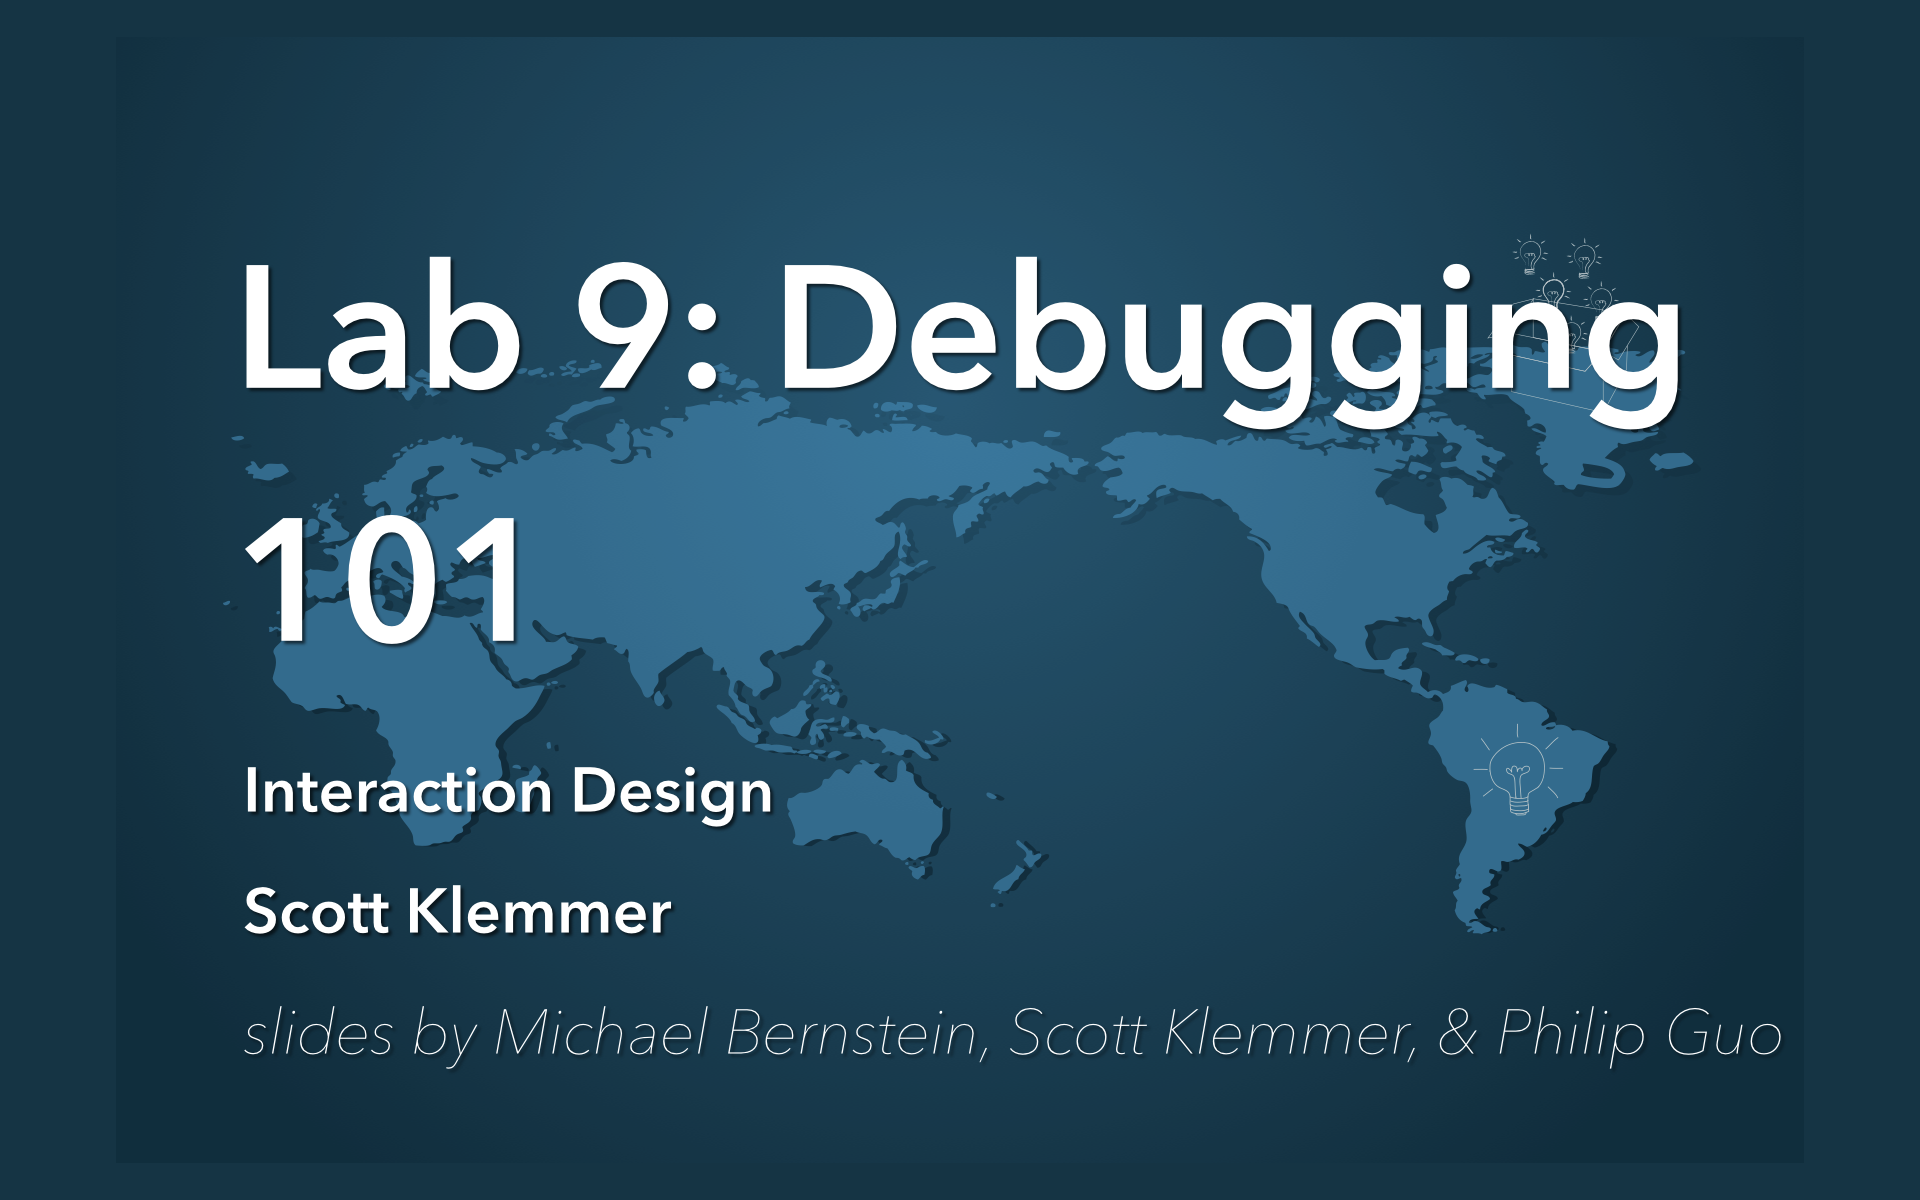 Lab 9: Debugging
101
Interaction Design
Scott Klemmer
slides by Michael Bernstein, Scott Klemmer, & Philip Guo